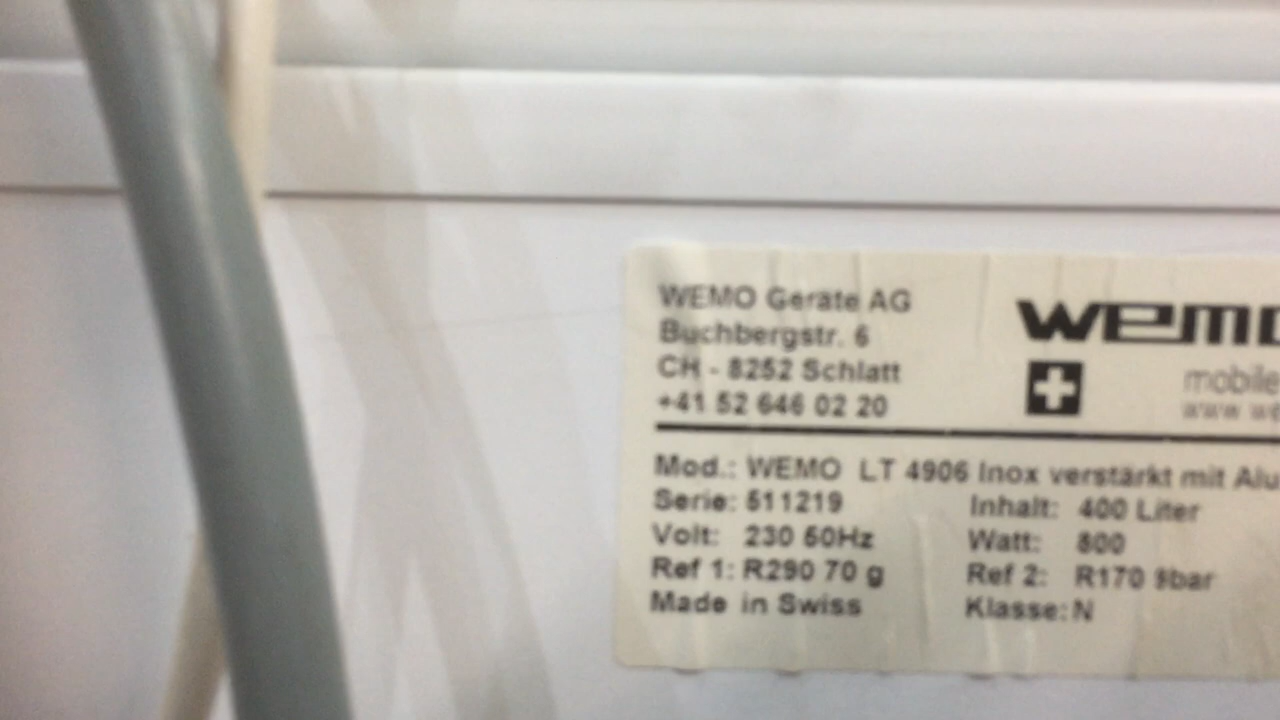 WEMO Geräte AG
Buchbergstr. 6
CH - 8252 Schlatt
+41 52 646 02 20
wemo
mobile
www
Mod.: WEMO LT 4906 Inox verstärkt mit Alu
Serie: 511219 Inhalt: 400 Liter
Volt: 230 50Hz Watt: 800
Ref 1: R290 70 g Ref 2: R170 9bar
Made in Swiss Klasse: N